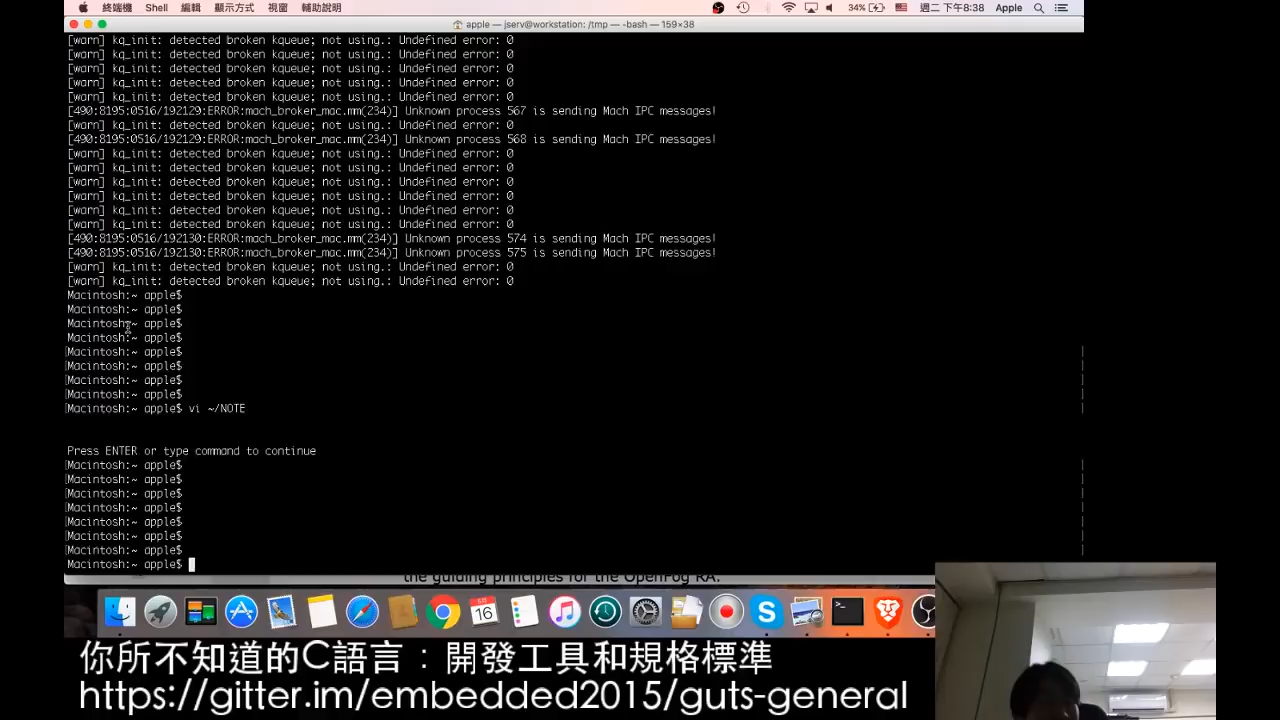 終端機 Shell 編輯 顯示方式 視窗 輔助說明 34% 週二 下午8:38 Apple
apple — jserv@workstation: /tmp — -bash — 159×38
[warn] kq_init: detected broken kqueue; not using.: Undefined error: 0
[warn] kq_init: detected broken kqueue; not using.: Undefined error: 0
[warn] kq_init: detected broken kqueue; not using.: Undefined error: 0
[warn] kq_init: detected broken kqueue; not using.: Undefined error: 0
[warn] kq_init: detected broken kqueue; not using.: Undefined error: 0
[490:8195:0516/192129:ERROR:mach_broker_mac.mm(234)] Unknown process 567 is sending Mach IPC messages!
[warn] kq_init: detected broken kqueue; not using.: Undefined error: 0
[490:8195:0516/192129:ERROR:mach_broker_mac.mm(234)] Unknown process 568 is sending Mach IPC messages!
[warn] kq_init: detected broken kqueue; not using.: Undefined error: 0
[warn] kq_init: detected broken kqueue; not using.: Undefined error: 0
[warn] kq_init: detected broken kqueue; not using.: Undefined error: 0
[warn] kq_init: detected broken kqueue; not using.: Undefined error: 0
[warn] kq_init: detected broken kqueue; not using.: Undefined error: 0
[warn] kq_init: detected broken kqueue; not using.: Undefined error: 0
[490:8195:0516/192130:ERROR:mach_broker_mac.mm(234)] Unknown process 574 is sending Mach IPC messages!
[490:8195:0516/192130:ERROR:mach_broker_mac.mm(234)] Unknown process 575 is sending Mach IPC messages!
[warn] kq_init: detected broken kqueue; not using.: Undefined error: 0
[warn] kq_init: detected broken kqueue; not using.: Undefined error: 0
Macintosh:~ apple$
Macintosh:~ apple$
Macintosh:~ apple$
Macintosh:~ apple$
[Macintosh:~ apple$
[Macintosh:~ apple$
[Macintosh:~ apple$
[Macintosh:~ apple$
[Macintosh:~ apple$ vi ~/NOTE
Press ENTER or type command to continue
[Macintosh:~ apple$
[Macintosh:~ apple$
[Macintosh:~ apple$
[Macintosh:~ apple$
[Macintosh:~ apple$
[Macintosh:~ apple$
[Macintosh:~ apple$
Macintosh:~ apple$
the guiding principles for the OpenFog RA.
16
你所不知道的C語言：開發工具和規格標準
https://gitter.im/embedded2015/guts-general